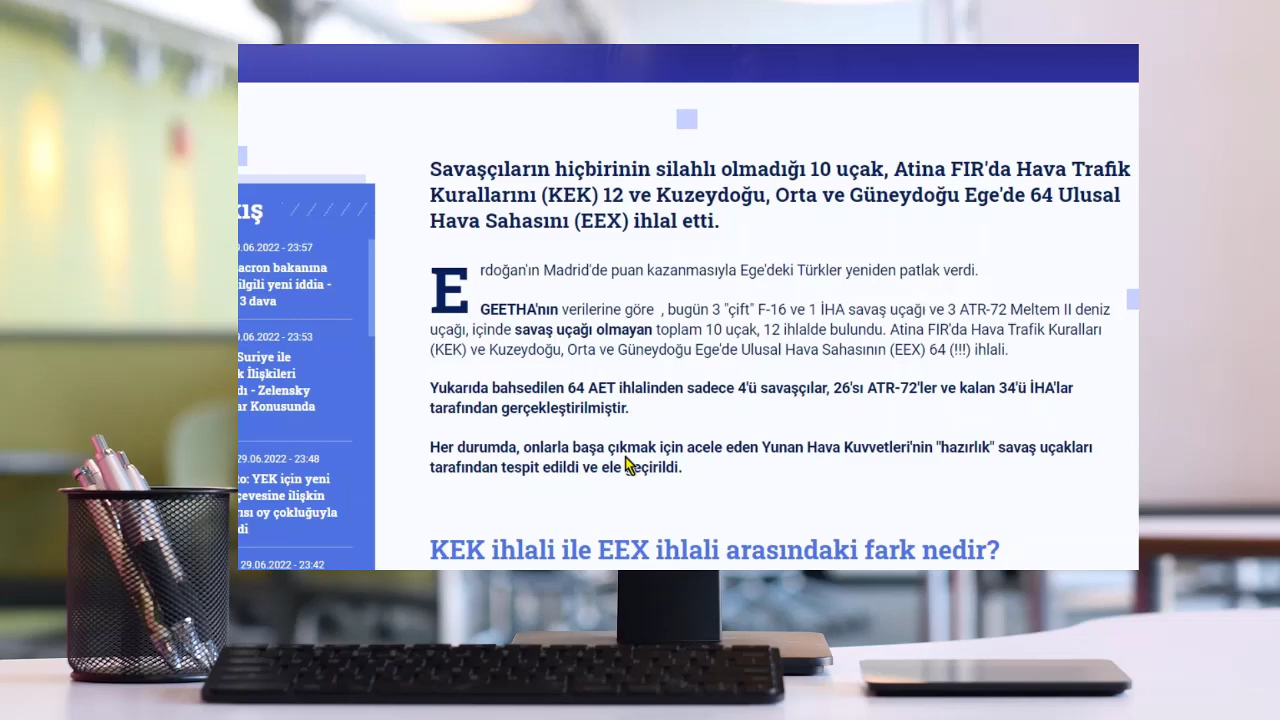 Savaşçıların hiçbirinin silahlı olmadığı 10 uçak, Atina FIR'da Hava Trafik
Kurallarını (KEK) 12 ve Kuzeydoğu, Orta ve Güneydoğu Ege'de 64 Ulusal
Hava Sahasını (EEX) ihlal etti.
Erdoğan'ın Madrid'de puan kazanmasıyla Ege'deki Türkler yeniden patlak verdi.
GEETHA'nın verilerine göre , bugün 3 "çift" F-16 ve 1 İHA savaş uçağı ve 3 ATR-72 Meltem II deniz
uçağı, içinde savaş uçağı olmayan toplam 10 uçak, 12 ihlalde bulundu. Atina FIR'da Hava Trafik Kuralları
(KEK) ve Kuzeydoğu, Orta ve Güneydoğu Ege'de Ulusal Hava Sahasının (EEX) 64 (!!!) ihlali.
Yukarıda bahsedilen 64 AET ihlalinden sadece 4'ü savaşçılar, 26'sı ATR-72'ler ve kalan 34'ü İHA'lar
tarafından gerçekleştirilmiştir.
Her durumda, onlarla başa çıkmak için acele eden Yunan Hava Kuvvetleri'nin "hazırlık" savaş uçakları
tarafından tespit edildi ve ele geçirildi.
KEK ihlali ile EEX ihlali arasındaki fark nedir?
.06.2022 - 23:57
acron bakanına
ilgili yeni iddia -
3 dava
.06.2022 - 23:53
Suriye ile
k İlişkileri
dı - Zelensky
ar Konusunda
29.06.2022 - 23:48
to: YEK için yeni
çevesine ilişkin
rısı oy çokluğuyla
di
29.06.2022 - 23:42